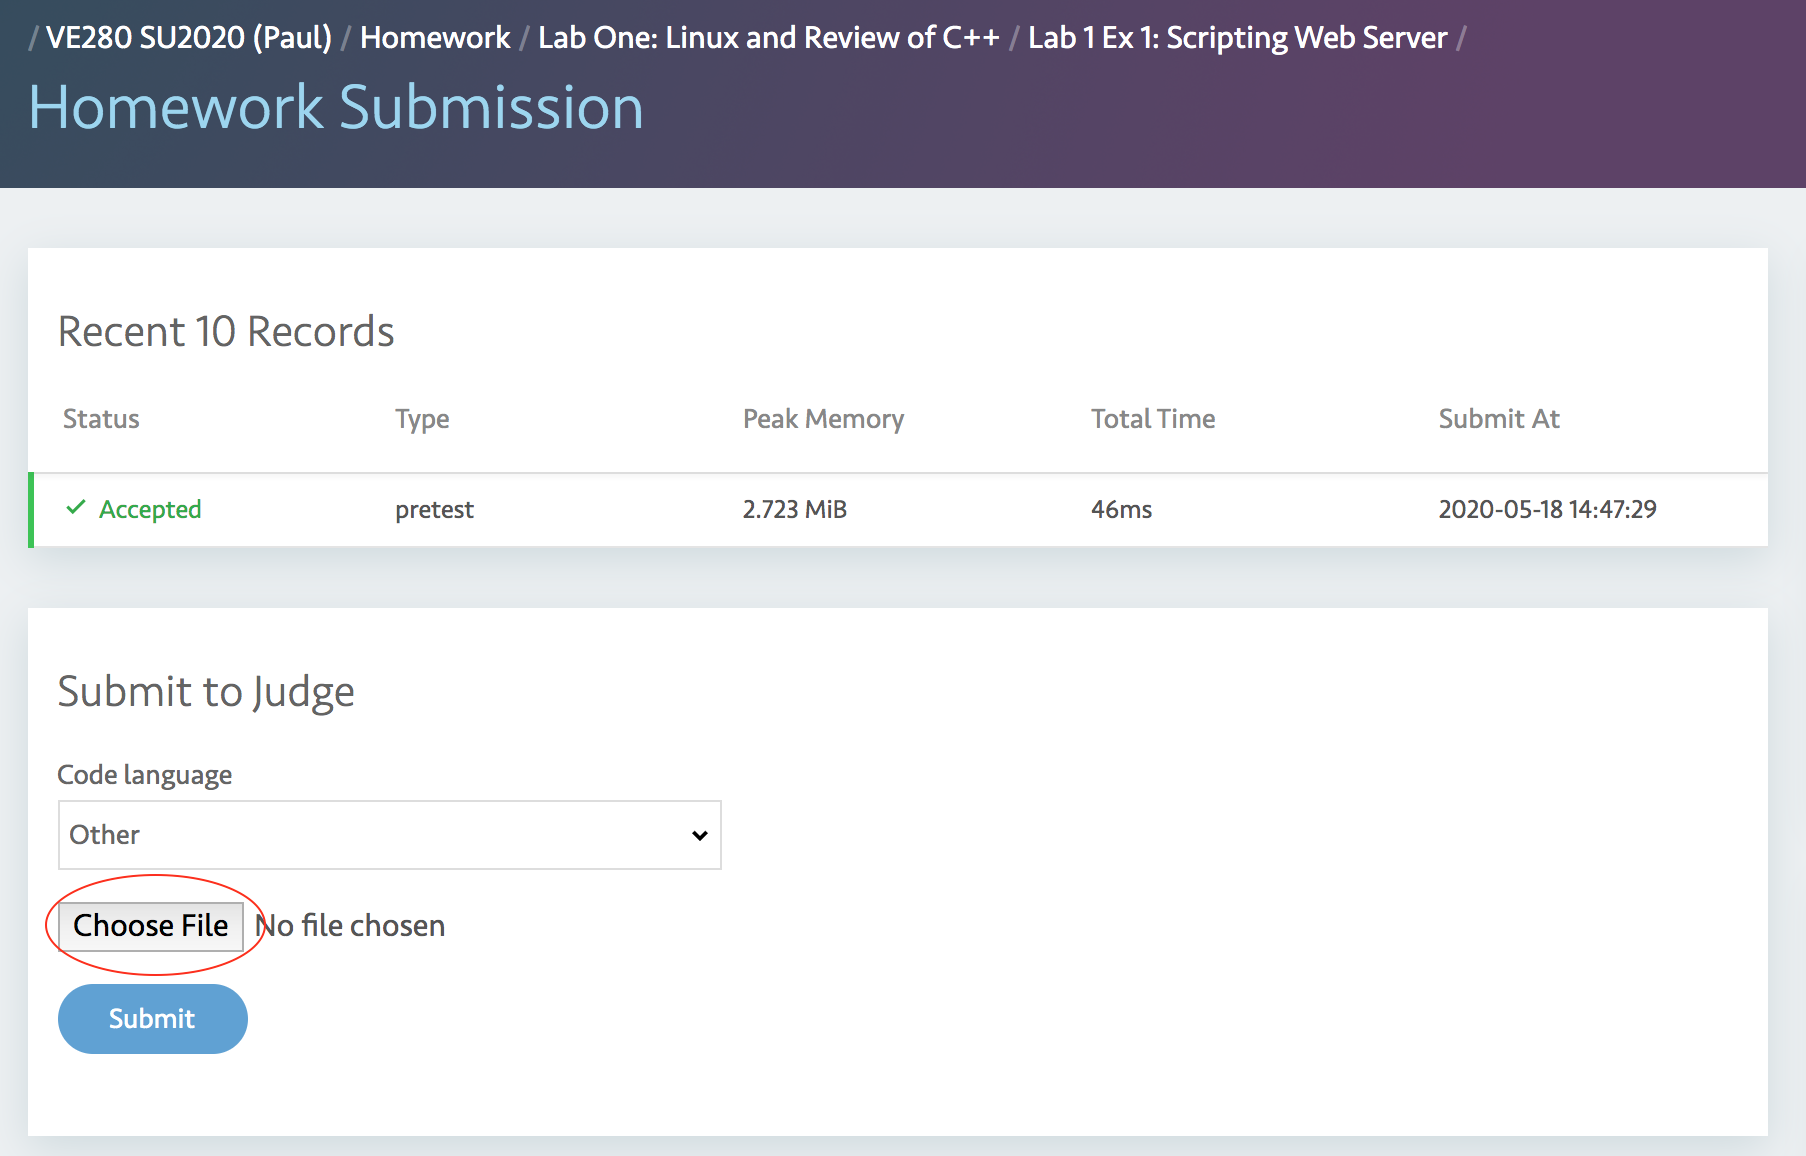 / VE280 SU2020 (Paul) / Homework / Lab One: Linux and Review of C++ / Lab 1 Ex 1: Scripting Web Server /
Homework Submission
Recent 10 Records
Status Type Peak Memory Total Time Submit At
Accepted pretest 2.723 MiB 46ms 2020-05-18 14:47:29
Submit to Judge
Code language
Other
Choose File No file chosen
Submit